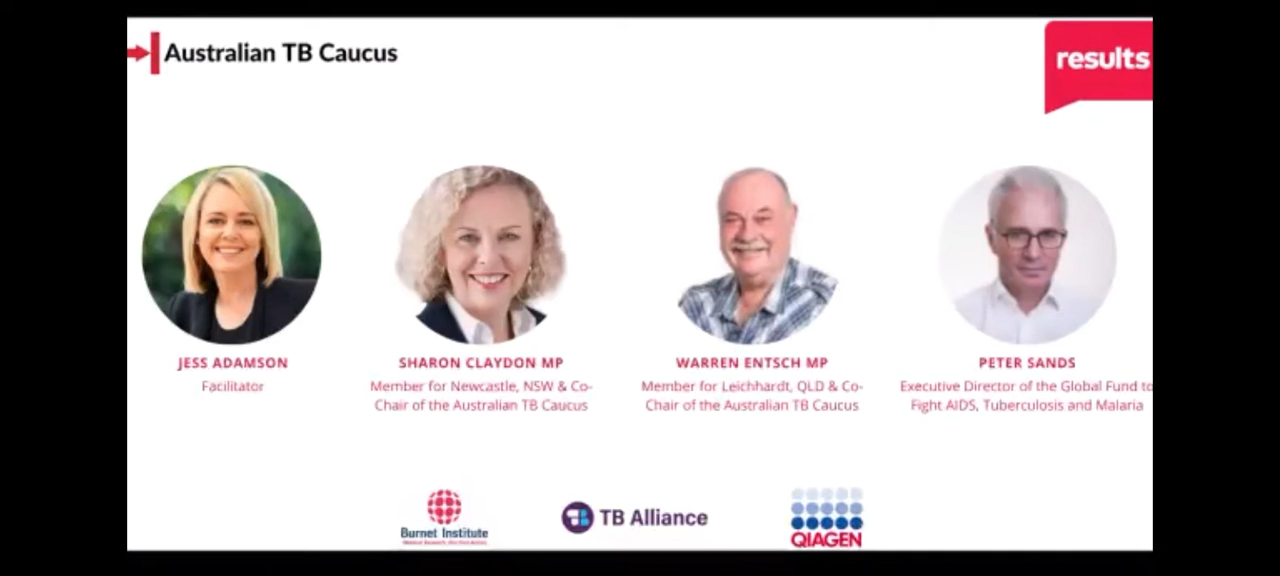 Australian TB Caucus
results
JESS ADAMSON
Facilitator
SHARON CLAYDON MP
Member for Newcastle, NSW & Co-
Chair of the Australian TB Caucus
WARREN ENTSCH MP
Member for Leichhardt, QLD & Co-
Chair of the Australian TB Caucus
PETER SANDS
Executive Director of the Global Fund to
Fight AIDS, Tuberculosis and Malaria
Burnet Institute
TB Alliance
QIAGEN